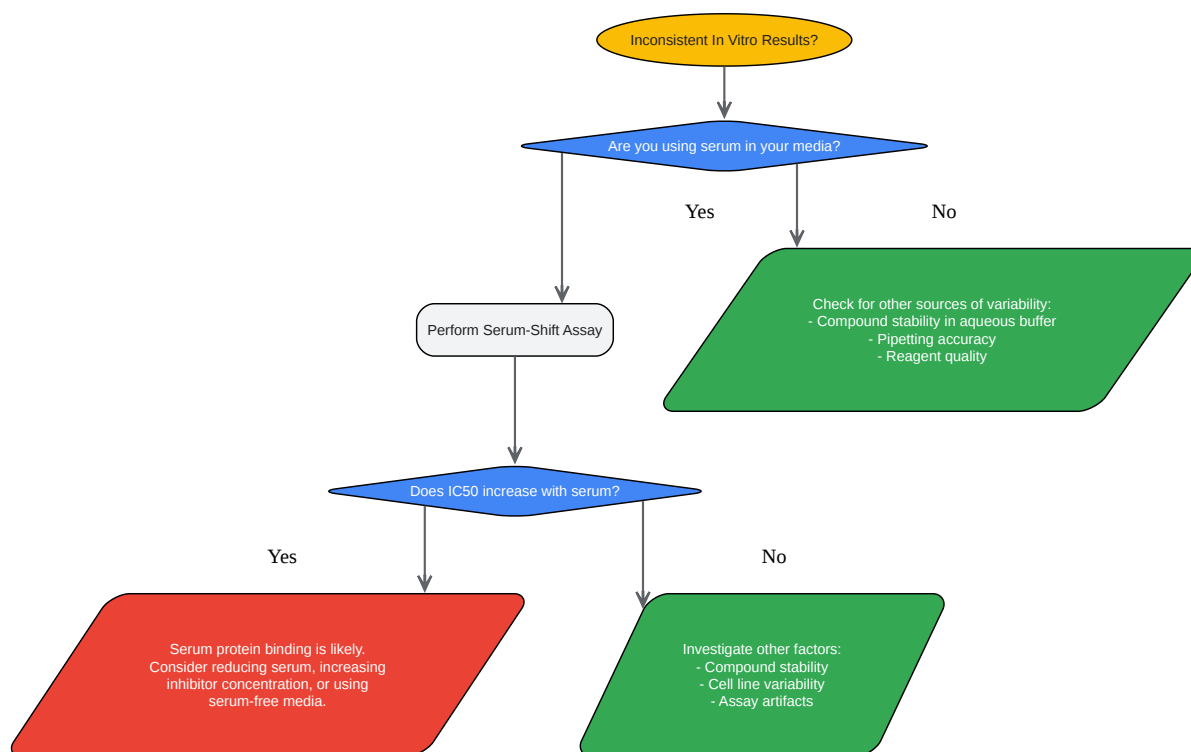 Inconsistent In Vitro Results?
Are you using serum in your media?
Yes
No
Check for other sources of variability:
- Compound stability in aqueous buffer
- Pipetting accuracy
- Reagent quality
Perform Serum-Shift Assay
Does IC50 increase with serum?
Yes
No
Serum protein binding is likely.
Consider reducing serum, increasing
inhibitor concentration, or using
serum-free media.
Investigate other factors:
- Compound stability
- Cell line variability
- Assay artifacts